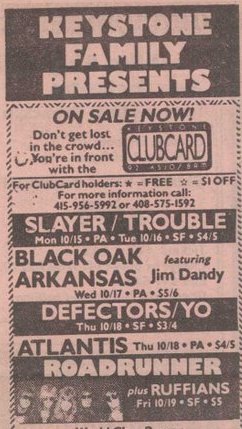 KEYSTONE
FAMILY
PRESENTS
ON SALE NOW!
Don't get lost
in the crowd...
You're in front
with the
KEYSTONE
CLUBCARD
For ClubCard holders: ★ = FREE ☆ = $1 OFF
For more information call:
415-956-5992 or 408-575-1592
SLAYER / TROUBLE
Mon 10/15 • PA • Tue 10/16 • SF • $4/5
BLACK OAK featuring
ARKANSAS Jim Dandy
Wed 10/17 • PA • $5/6
DEFECTORS/YO
Thu 10/18 • SF • $3/4
ATLANTIS Thu 10/18 • PA • $4/5
ROADRUNNER
plus RUFFIANS
Fri 10/19 • SF • $5